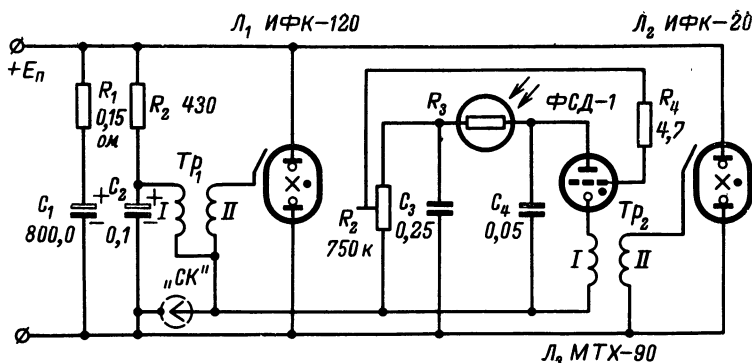 Л₁ ИФК-120
Л₂ ИФК-20
+Eп
R₁
0,15
ом
R₂ 430
R₃
ФСД-1
R₄
4,7
Тр₁
C₁
800,0
+
−
C₂
+
−
0,1
I
II
R₂
750 к
C₃
0,25
C₄
0,05
Тр₂
I
II
„СК"
Л₃ МТХ-90